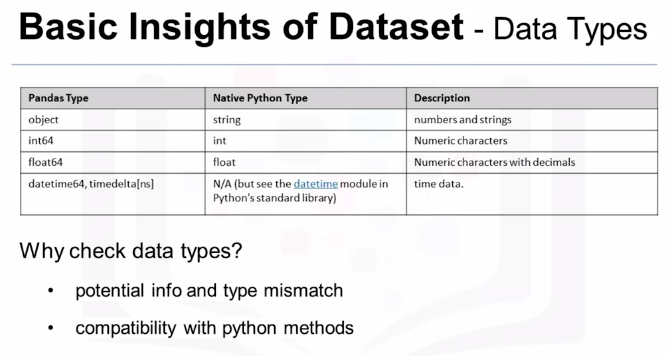 Basic Insights of Dataset - Data Types
Pandas Type Native Python Type Description
object string numbers and strings
int64 int Numeric characters
float64 float Numeric characters with decimals
datetime64, timedelta[ns] N/A (but see the datetime module in time data.
Python's standard library)
Why check data types?
• potential info and type mismatch
• compatibility with python methods